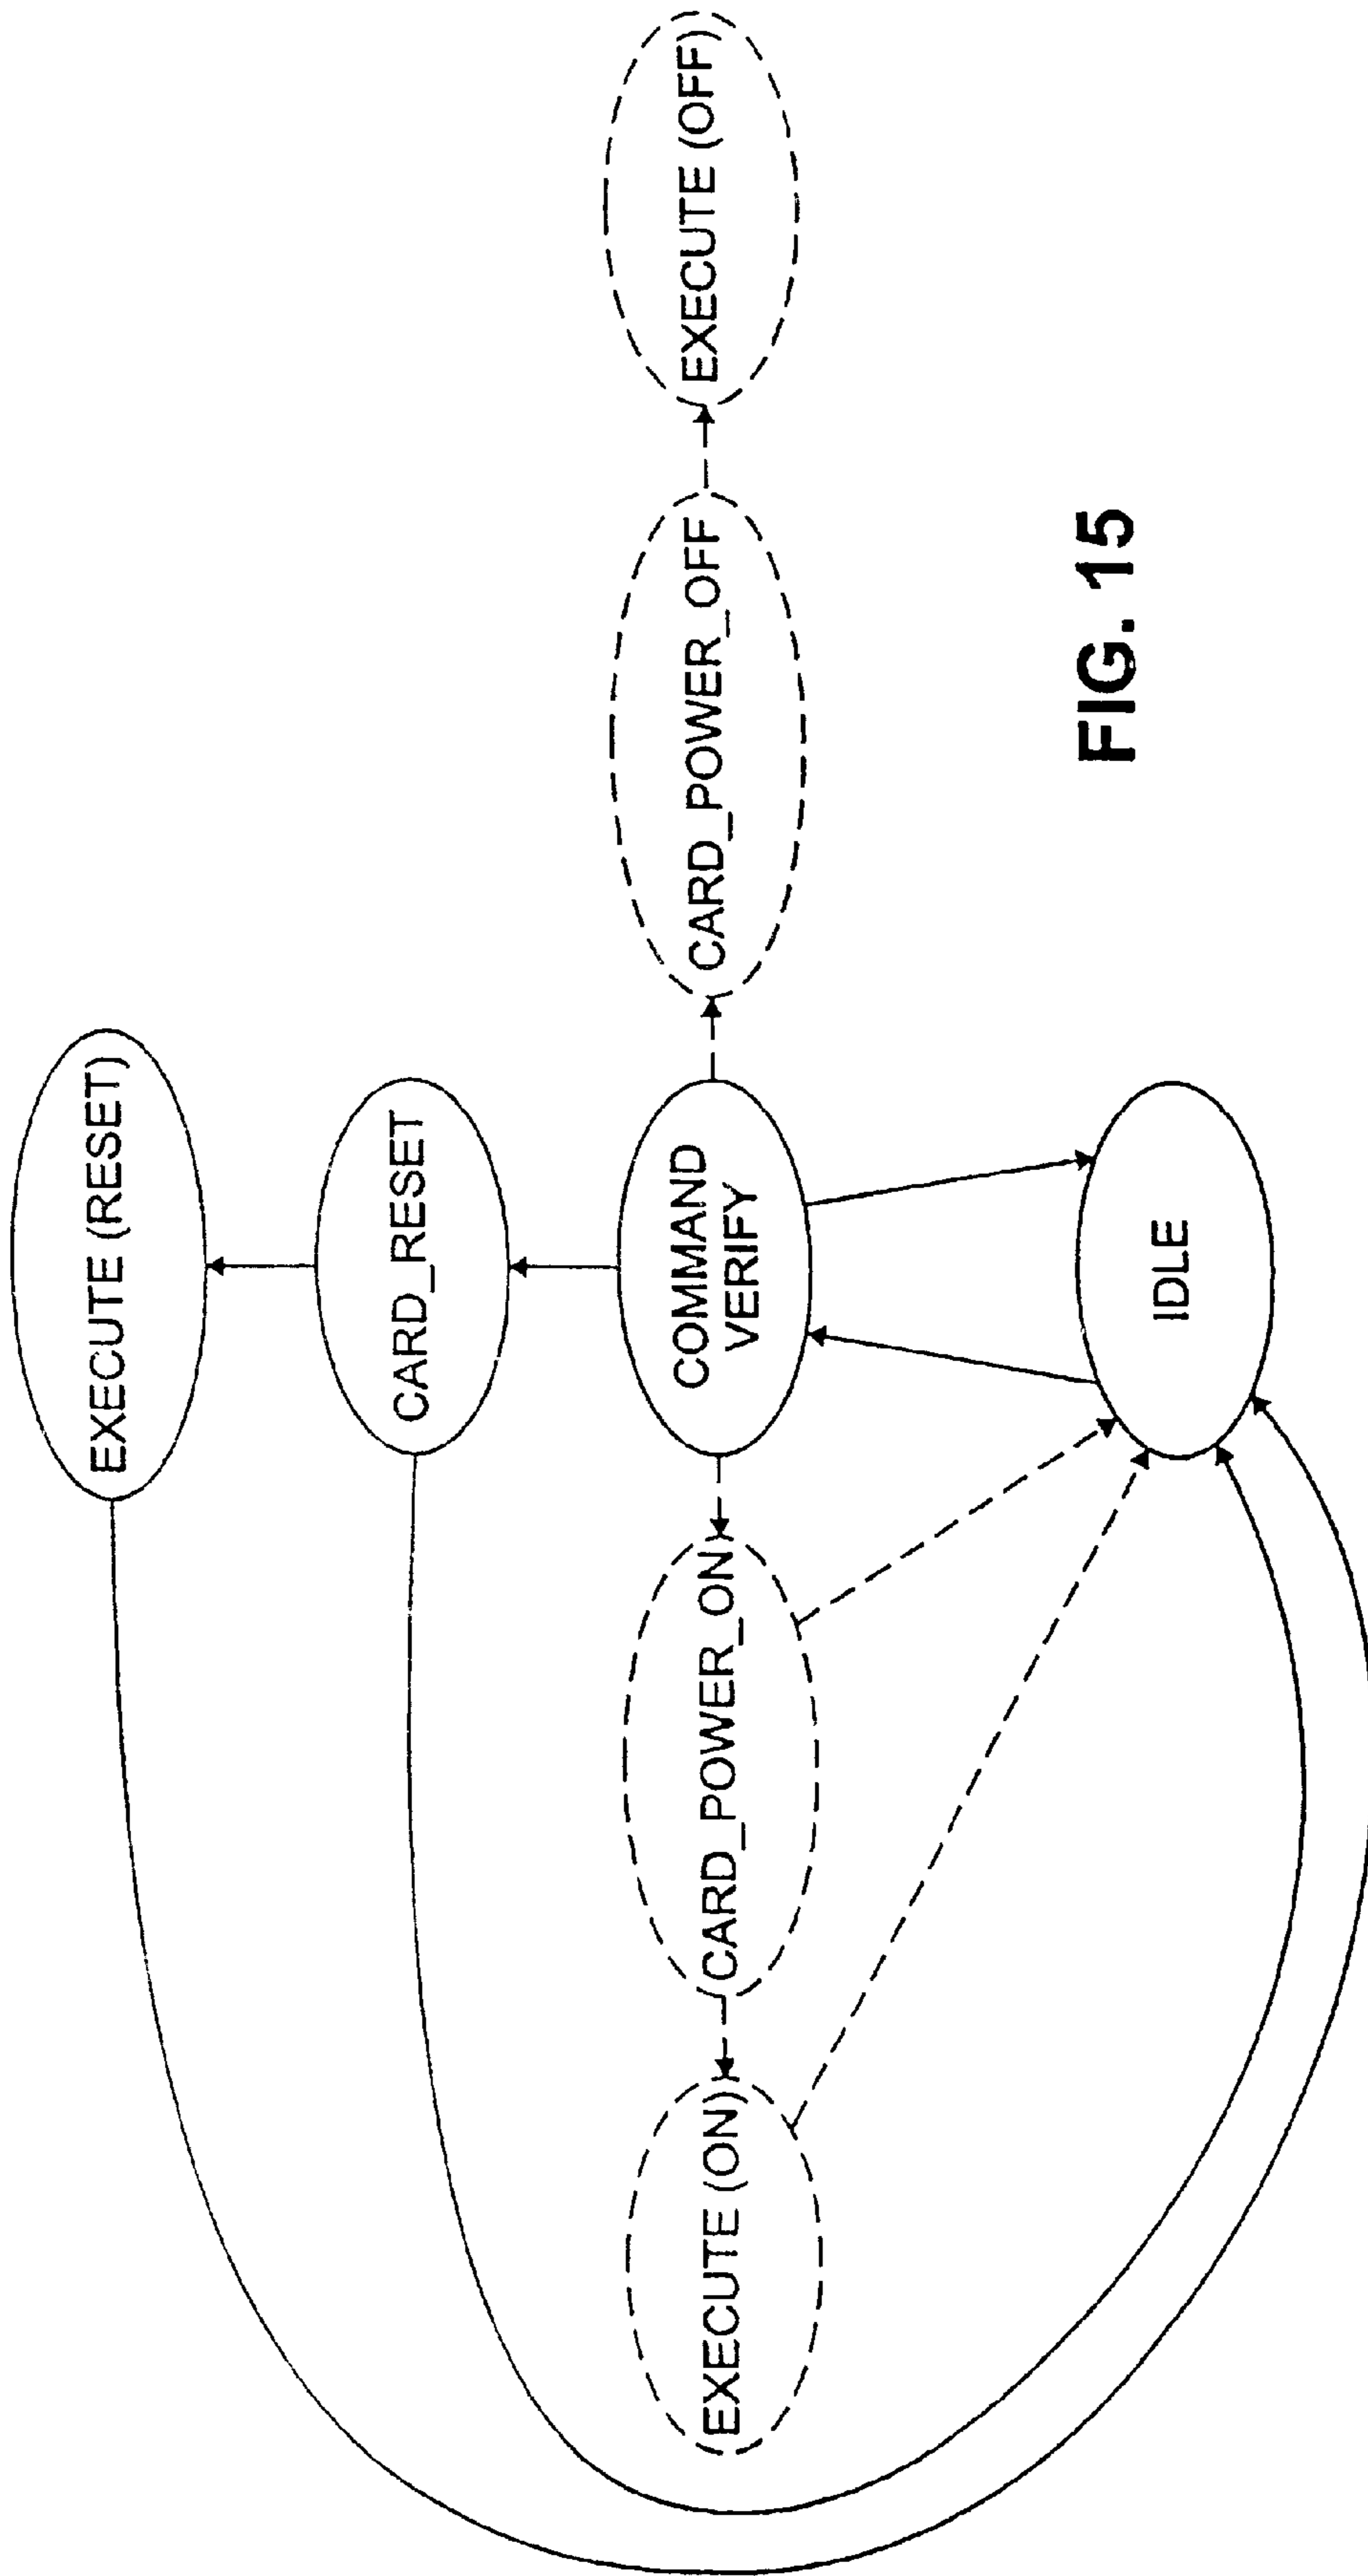 EXECUTE (RESET)
CARD_RESET
EXECUTE (ON)
CARD_POWER_ON
COMMAND
VERIFY
CARD_POWER_OFF
EXECUTE (OFF)
IDLE
FIG. 15